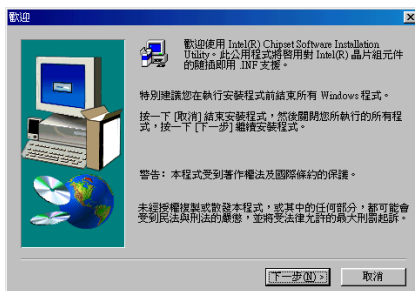 歡迎
歡迎使用 Intel(R) Chipset Software Installation
Utility。此公用程式將啓用對 Intel(R) 晶片組元件
的隨插即用 .INF 支援。
特別建議您在執行安裝程式前結束所有 Windows 程式。
按一下 [取消] 結束安裝程式，然後關閉您所執行的所有程
式，按一下 [下一步] 繼續安裝程式。
警告: 本程式受到著作權法及國際條約的保護。
未經授權複製或散發本程式，或其中的任何部分，都可能會
受到民法與刑法的嚴懲，並將受法律允許的最大刑罰起訴。
下一步(N) >
取消